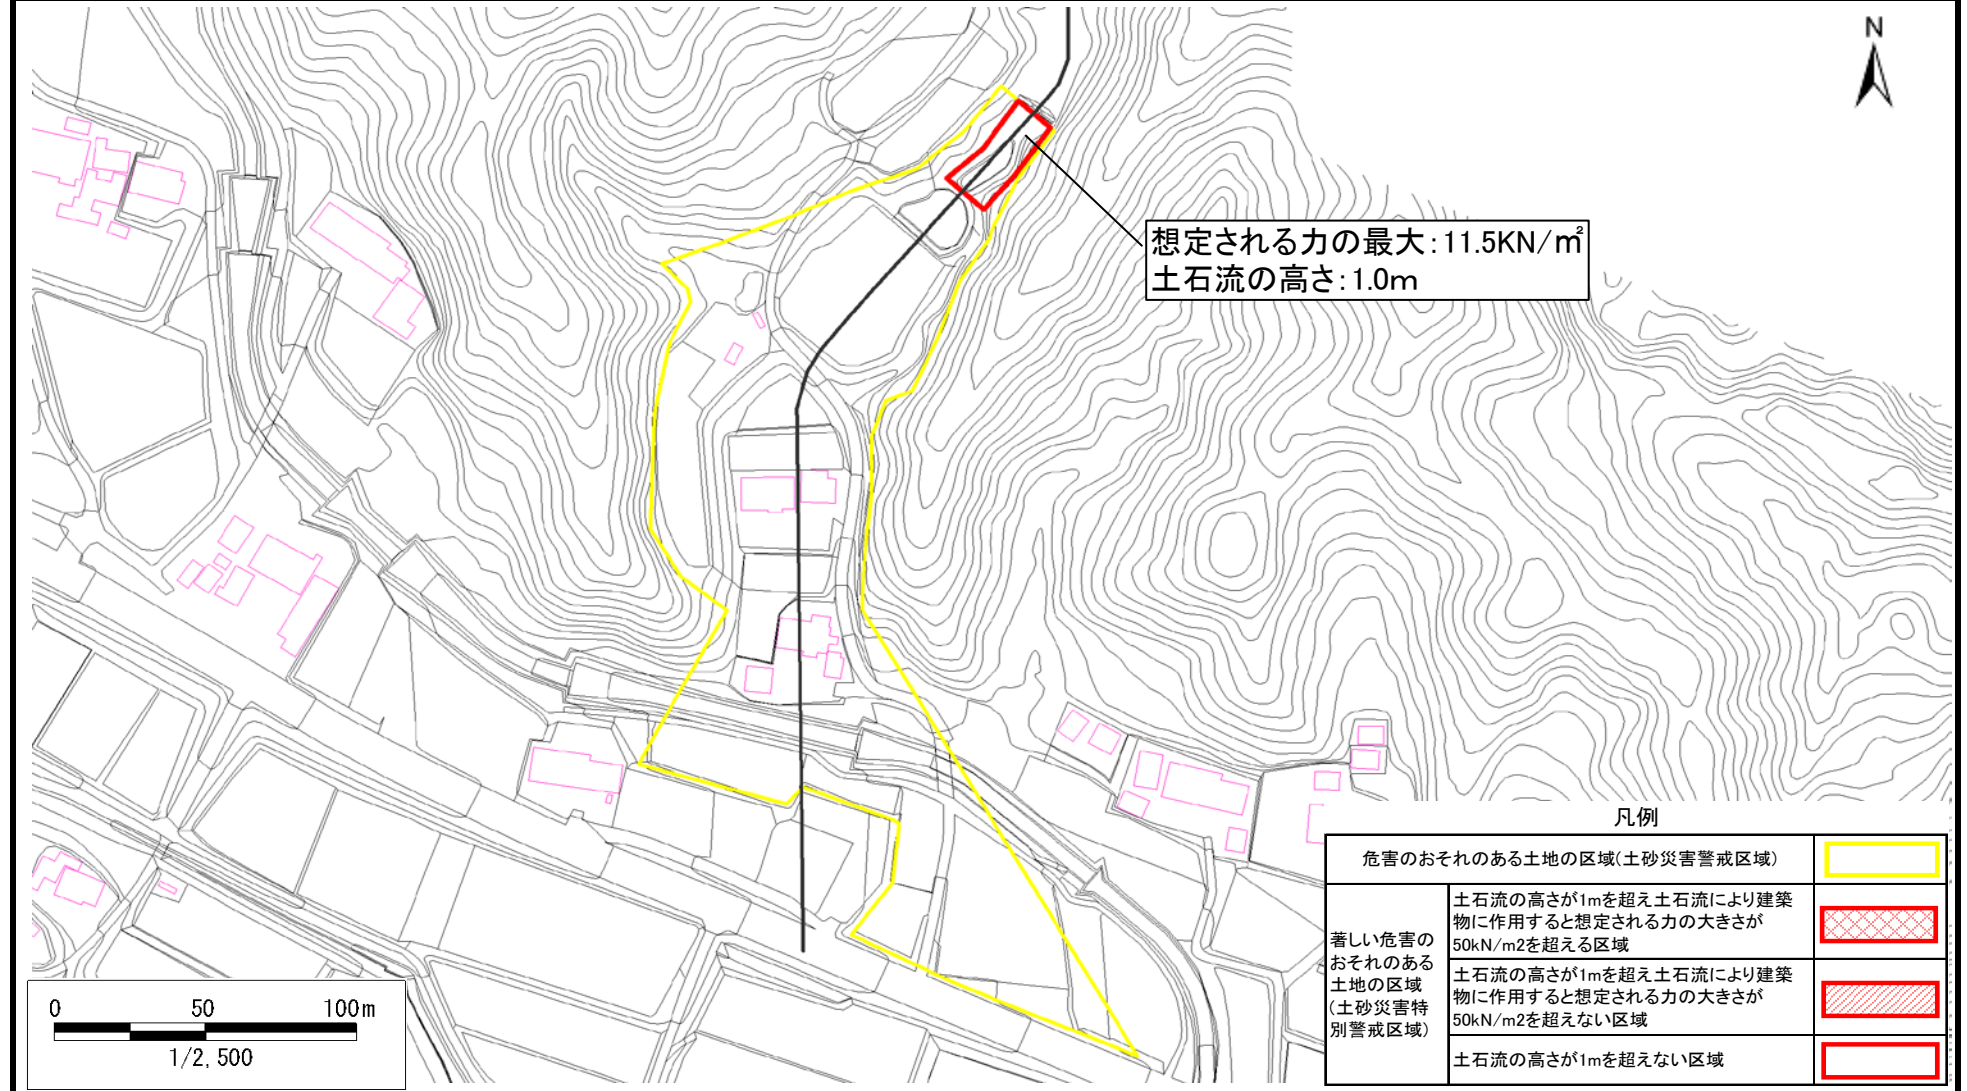 N
想定される力の最大:11.5KN/㎡
土石流の高さ:1.0m
凡例
危害のおそれのある土地の区域(土砂災害警戒区域)
著しい危害の
おそれのある
土地の区域
(土砂災害特
別警戒区域)
土石流の高さが1mを超え土石流により建築
物に作用すると想定される力の大きさが
50kN/m2を超える区域
土石流の高さが1mを超え土石流により建築
物に作用すると想定される力の大きさが
50kN/m2を超えない区域
土石流の高さが1mを超えない区域
0 50 100m
1/2,500